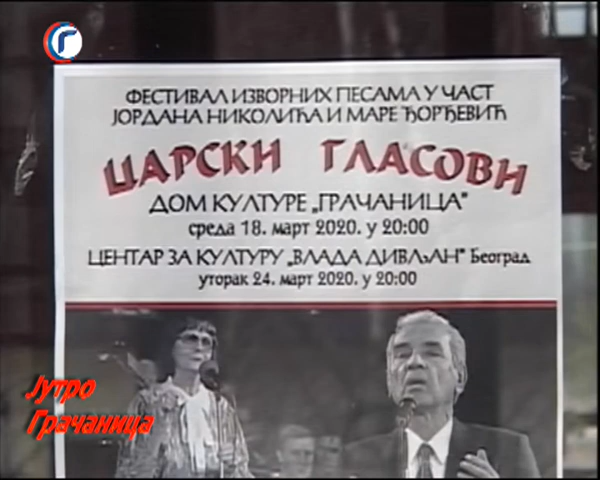 ФЕСТИВАЛ ИЗВОРНИХ ПЕСАМА У ЧАСТ
ЈОРДАНА НИКОЛИЋА И МАРЕ ЂОРЂЕВИЋ
ЦАРСКИ ГЛАСОВИ
ДОМ КУЛТУРЕ „ГРАЧАНИЦА"
среда 18. март 2020. у 20:00
ЦЕНТАР ЗА КУЛТУРУ „ВЛАДА ДИВЉАН" Београд
уторак 24. март 2020. у 20:00
Јутро
Грачаница